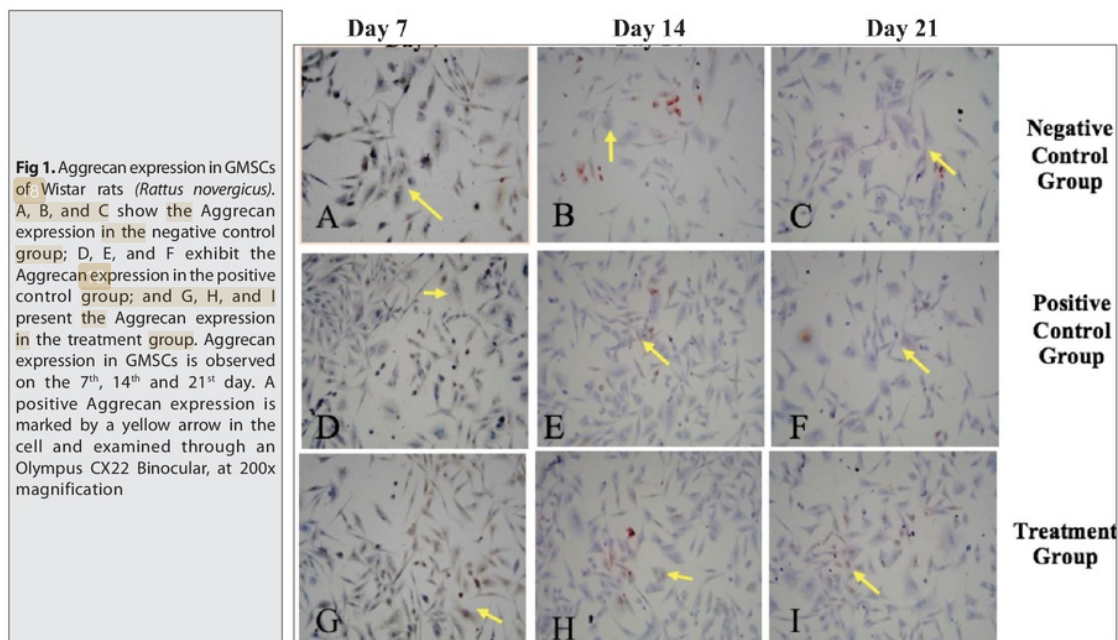 Fig 1. Aggrecan expression in GMSCs
of Wistar rats (Rattus novergicus).
A, B, and C show the Aggrecan
expression in the negative control
group; D, E, and F exhibit the
Aggrecan expression in the positive
control group; and G, H, and I
present the Aggrecan expression
in the treatment group. Aggrecan
expression in GMSCs is observed
on the 7th, 14th and 21st day. A
positive Aggrecan expression is
marked by a yellow arrow in the
cell and examined through an
Olympus CX22 Binocular, at 200x
magnification
Day 7 Day 14 Day 21
A B C
Negative
Control
Group
D E F
Positive
Control
Group
G H I
Treatment
Group